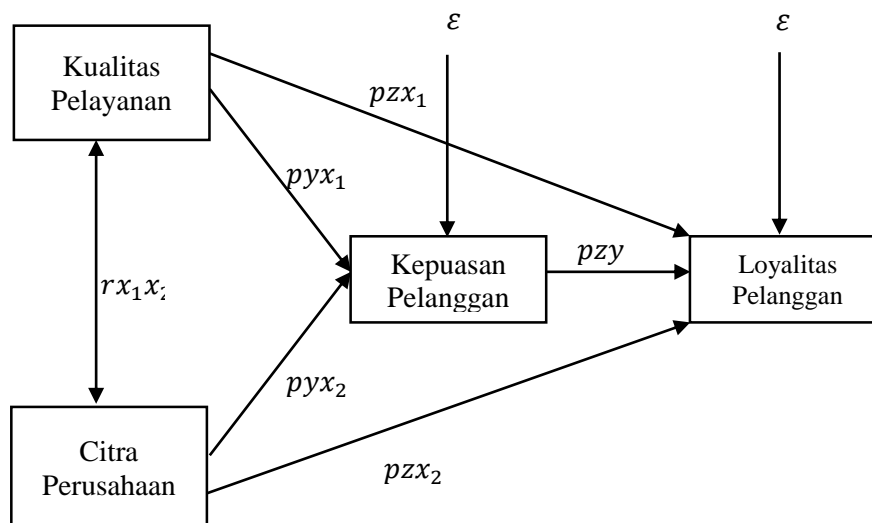 ε
ε
Kualitas
Pelayanan
pzx₁
pyx₁
Kepuasan
Pelanggan
pzy
Loyalitas
Pelanggan
rx₁x₂
pyx₂
Citra
Perusahaan
pzx₂